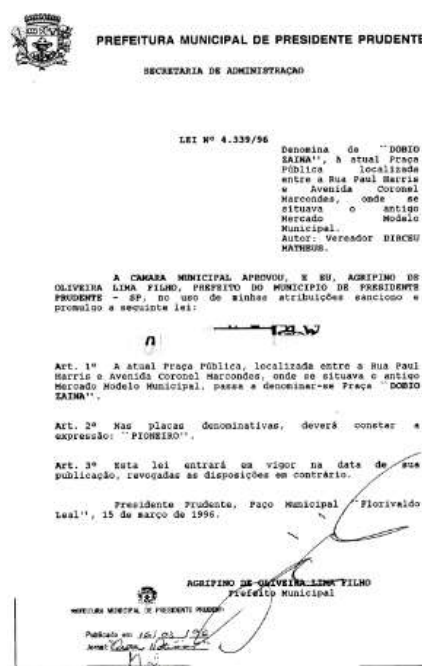 PREFEITURA MUNICIPAL DE PRESIDENTE PRUDENTE
SECRETARIA DE ADMINISTRAÇÃO
LEI Nº 4.339/96
Denomina de ``DOBIO
ZAINA'', à atual Praça
Pública localizada
entre a Rua Paul Harris
e Avenida Coronel
Marcondes, onde se
situava o antigo
Mercado Modelo
Municipal.
Autor: Vereador DIRCEU
MATHEUS.
A CAMARA MUNICIPAL APROVOU, E EU, AGRIPINO DE
OLIVEIRA LIMA FILHO, PREFEITO DO MUNICIPIO DE PRESIDENTE
PRUDENTE - SP, no uso de minhas atribuições sanciono e
promulgo a seguinte lei:
Art. 1º A atual Praça Pública, localizada entre a Rua Paul
Harris e Avenida Coronel Marcondes, onde se situava o antigo
Mercado Modelo Municipal, passa a denominar-se Praça ``DOBIO
ZAINA''.
Art. 2º Nas placas denominativas, deverá constar a
expressão: ``PIONEIRO''.
Art. 3º Esta lei entrará em vigor na data de sua
publicação, revogadas as disposições em contrário.
Presidente Prudente, Paço Municipal ``Florivaldo
Leal'', 15 de março de 1996.
AGRIPINO DE OLIVEIRA LIMA FILHO
Prefeito Municipal
PREFEITURA MUNICIPAL DE PRESIDENTE PRUDENTE
Publicado em 16/03/96
Jornal